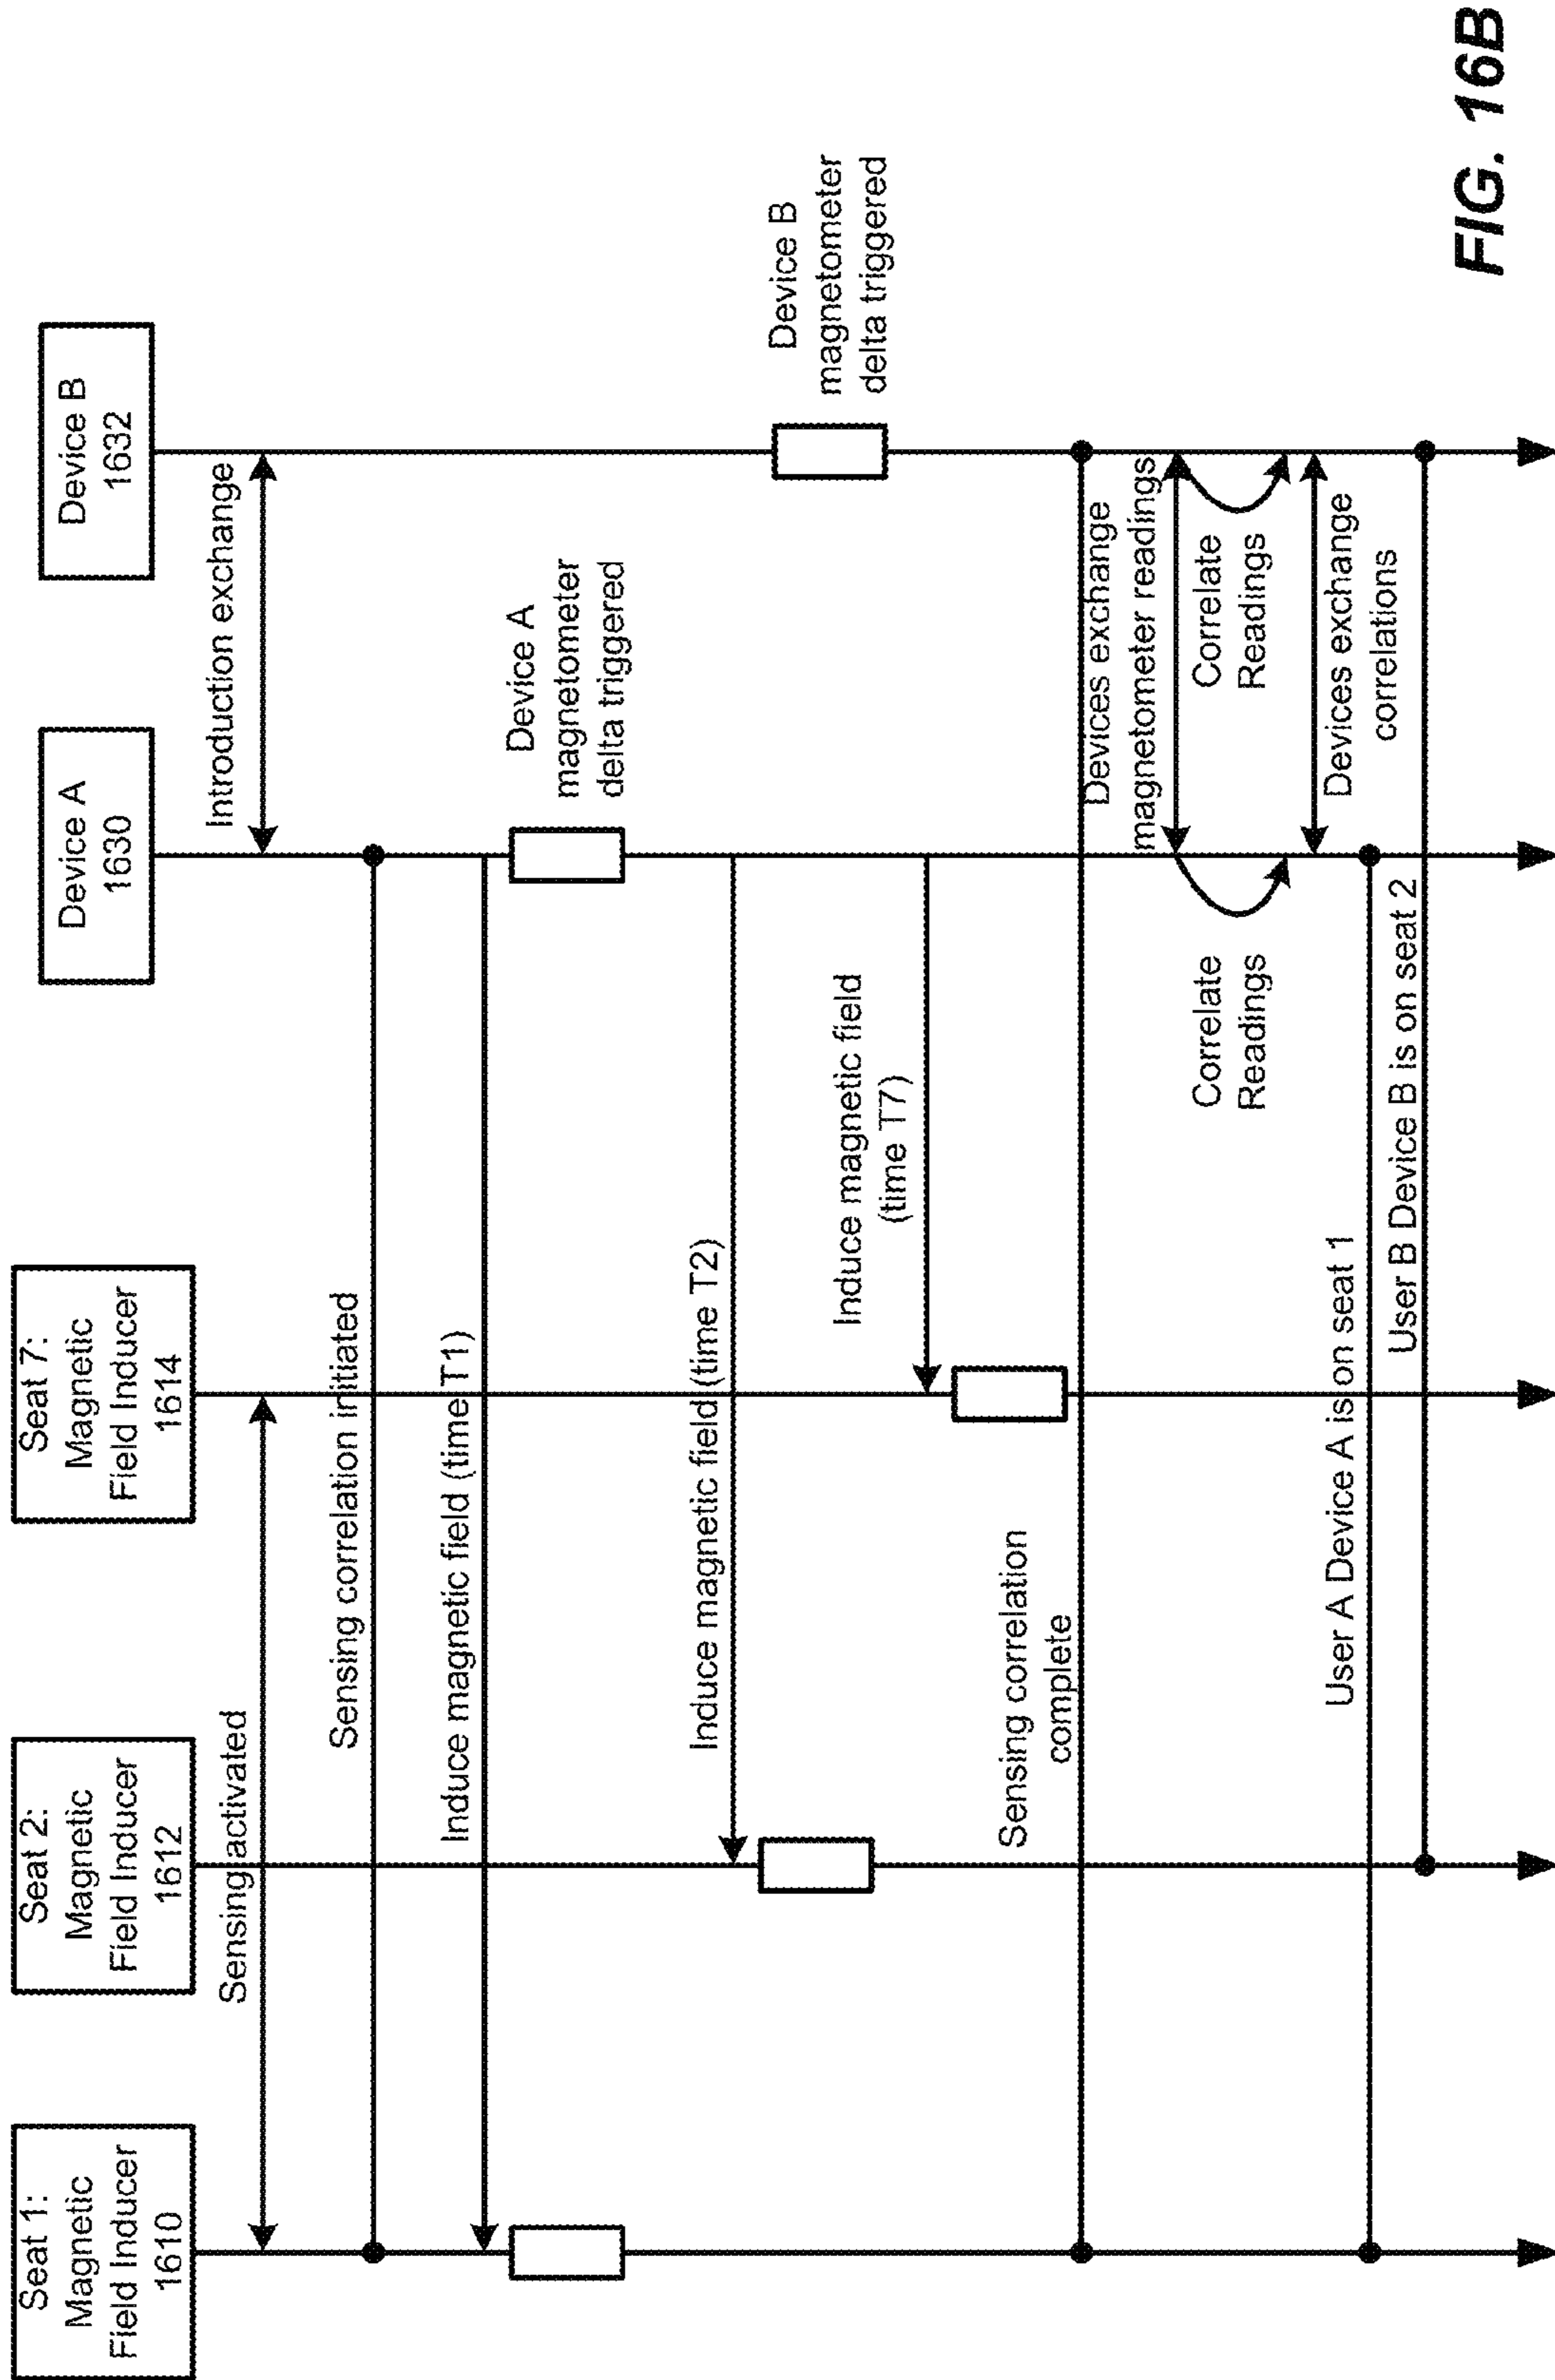 Seat 1:
Magnetic
Field Inducer
1610
Seat 2:
Magnetic
Field Inducer
1612
Seat 7:
Magnetic
Field Inducer
1614
Device A
1630
Device B
1632
Sensing activated
Introduction exchange
Sensing correlation initiated
Induce magnetic field (time T1)
Device A
magnetometer
delta triggered
Induce magnetic field (time T2)
Device B
magnetometer
delta triggered
Induce magnetic field
(time T7)
Sensing correlation
complete
Devices exchange
magnetometer readings
Correlate
Readings
Correlate
Readings
Devices exchange
correlations
User A Device A is on seat 1
User B Device B is on seat 2
FIG. 16B